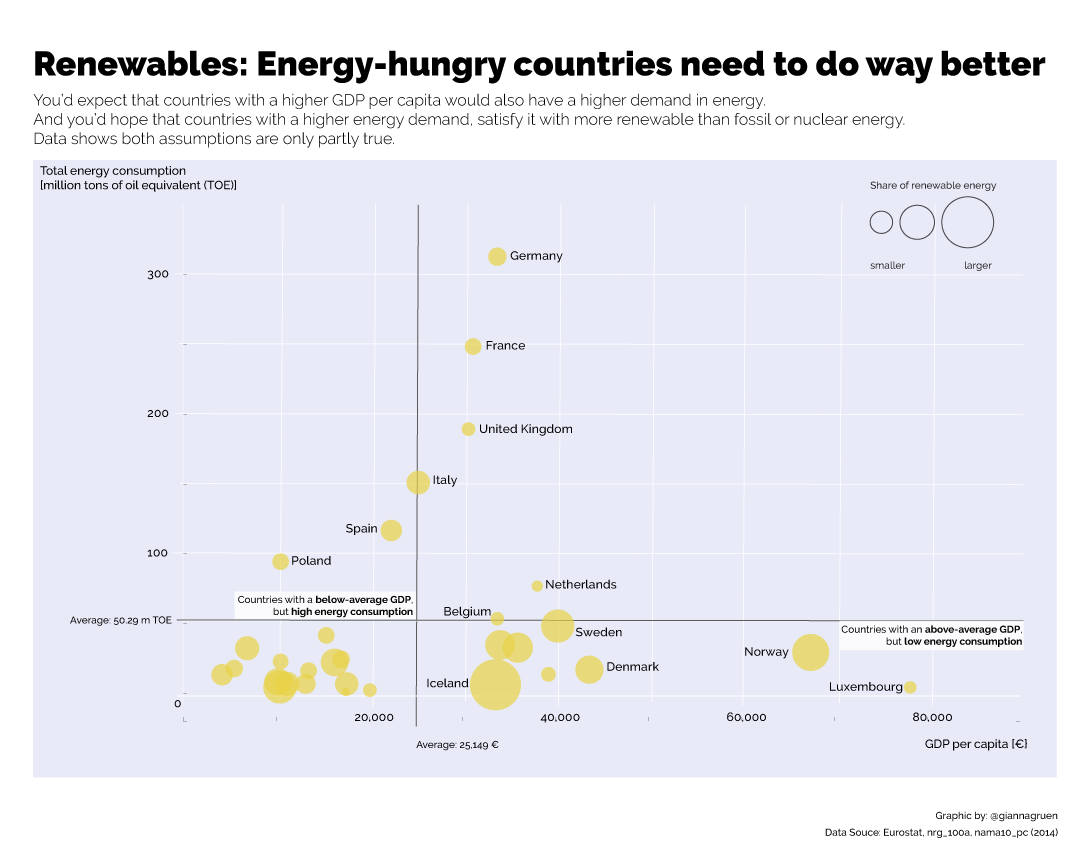 Renewables: Energy-hungry countries need to do way better
You'd expect that countries with a higher GDP per capita would also have a higher demand in energy.
And you'd hope that countries with a higher energy demand, satisfy it with more renewable than fossil or nuclear energy.
Data shows both assumptions are only partly true.
Total energy consumption
[million tons of oil equivalent (TOE)]
Share of renewable energy
smaller
larger
Germany
300
France
200
United Kingdom
Italy
Spain
100
Poland
Netherlands
Countries with a below-average GDP,
but high energy consumption
Belgium
Average: 50.29 m TOE
Sweden
Countries with an above-average GDP,
but low energy consumption
Norway
Denmark
Iceland
Luxembourg
0
20,000
40,000
60,000
80,000
Average: 25,149 €
GDP per capita [€]
Graphic by: @giannagruen
Data Souce: Eurostat, nrg_100a, nama10_pc (2014)